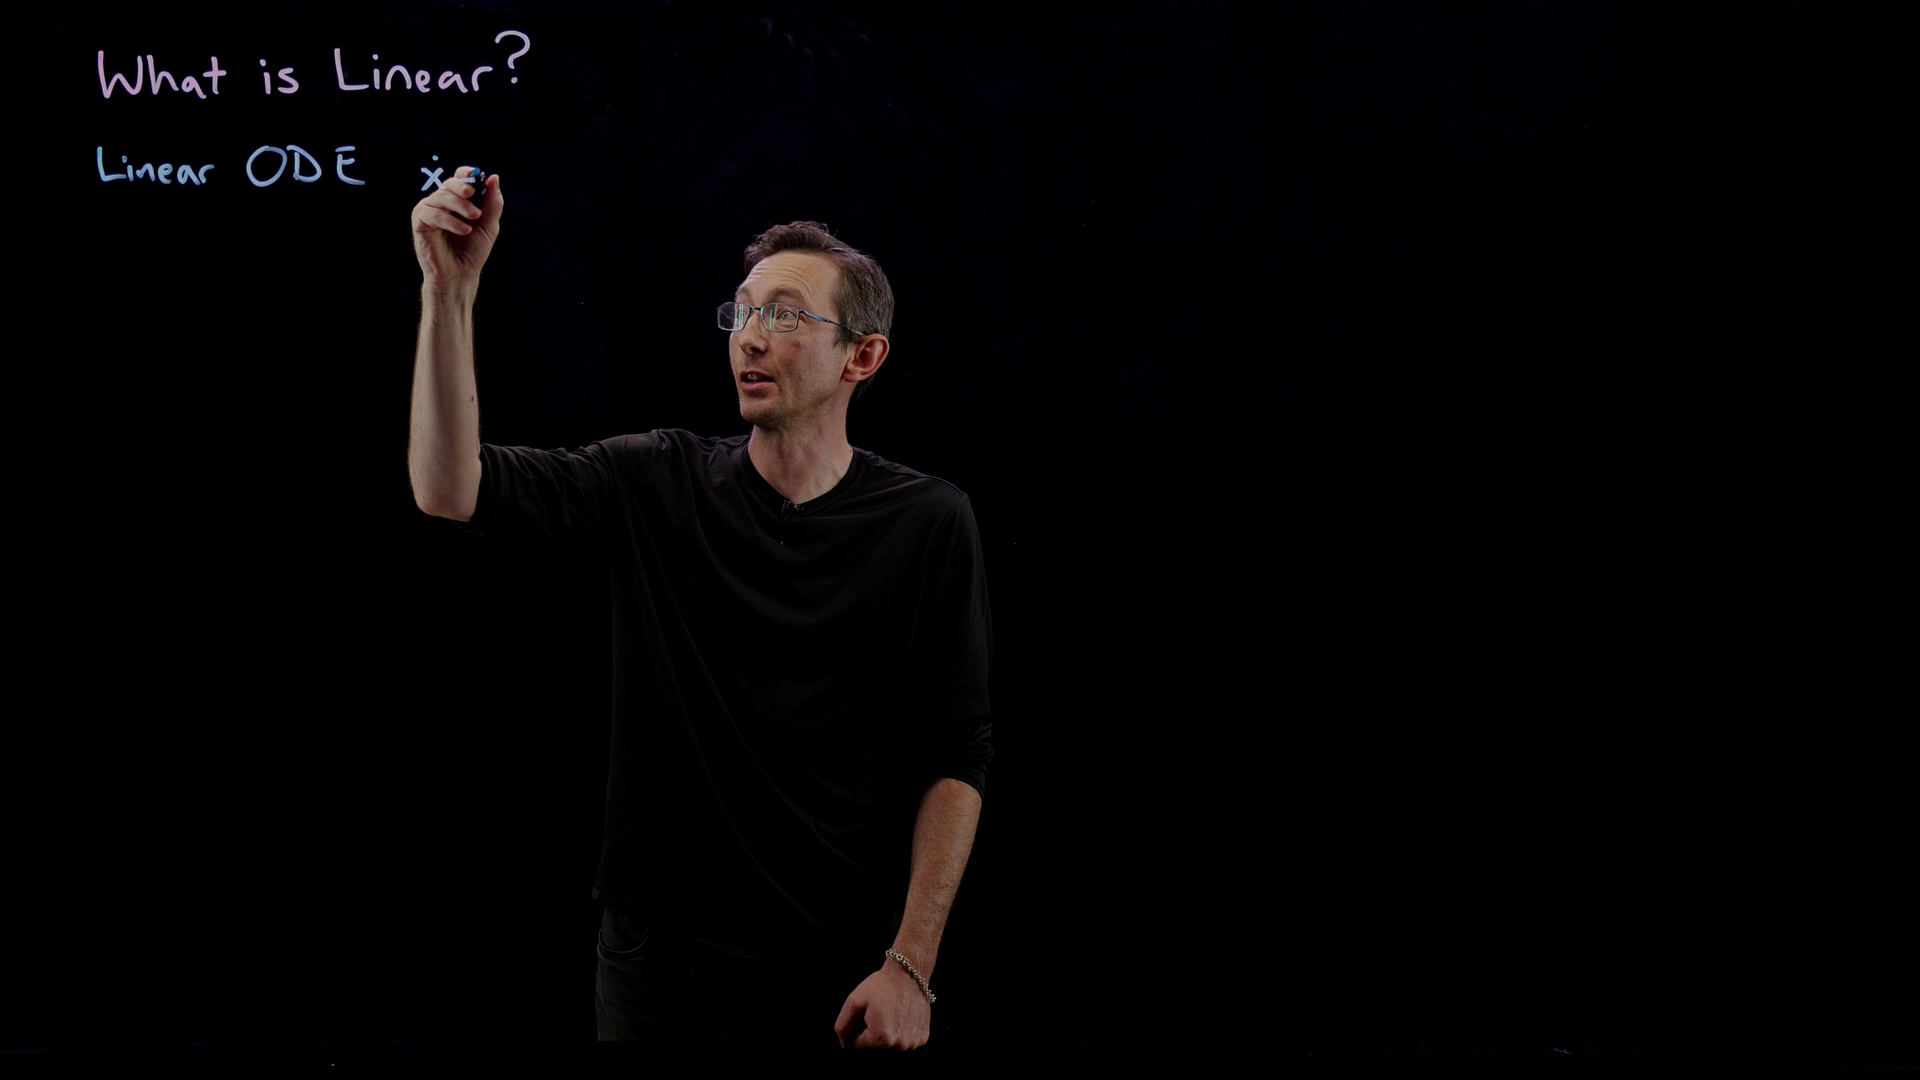 What is Linear?
Linear ODE ẋ =